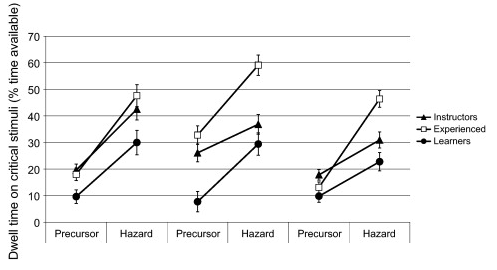 Dwell time on critical stimuli (% time available)
70
60
50
40
30
20
10
0
Precursor Hazard Precursor Hazard Precursor Hazard
Instructors
Experienced
Learners